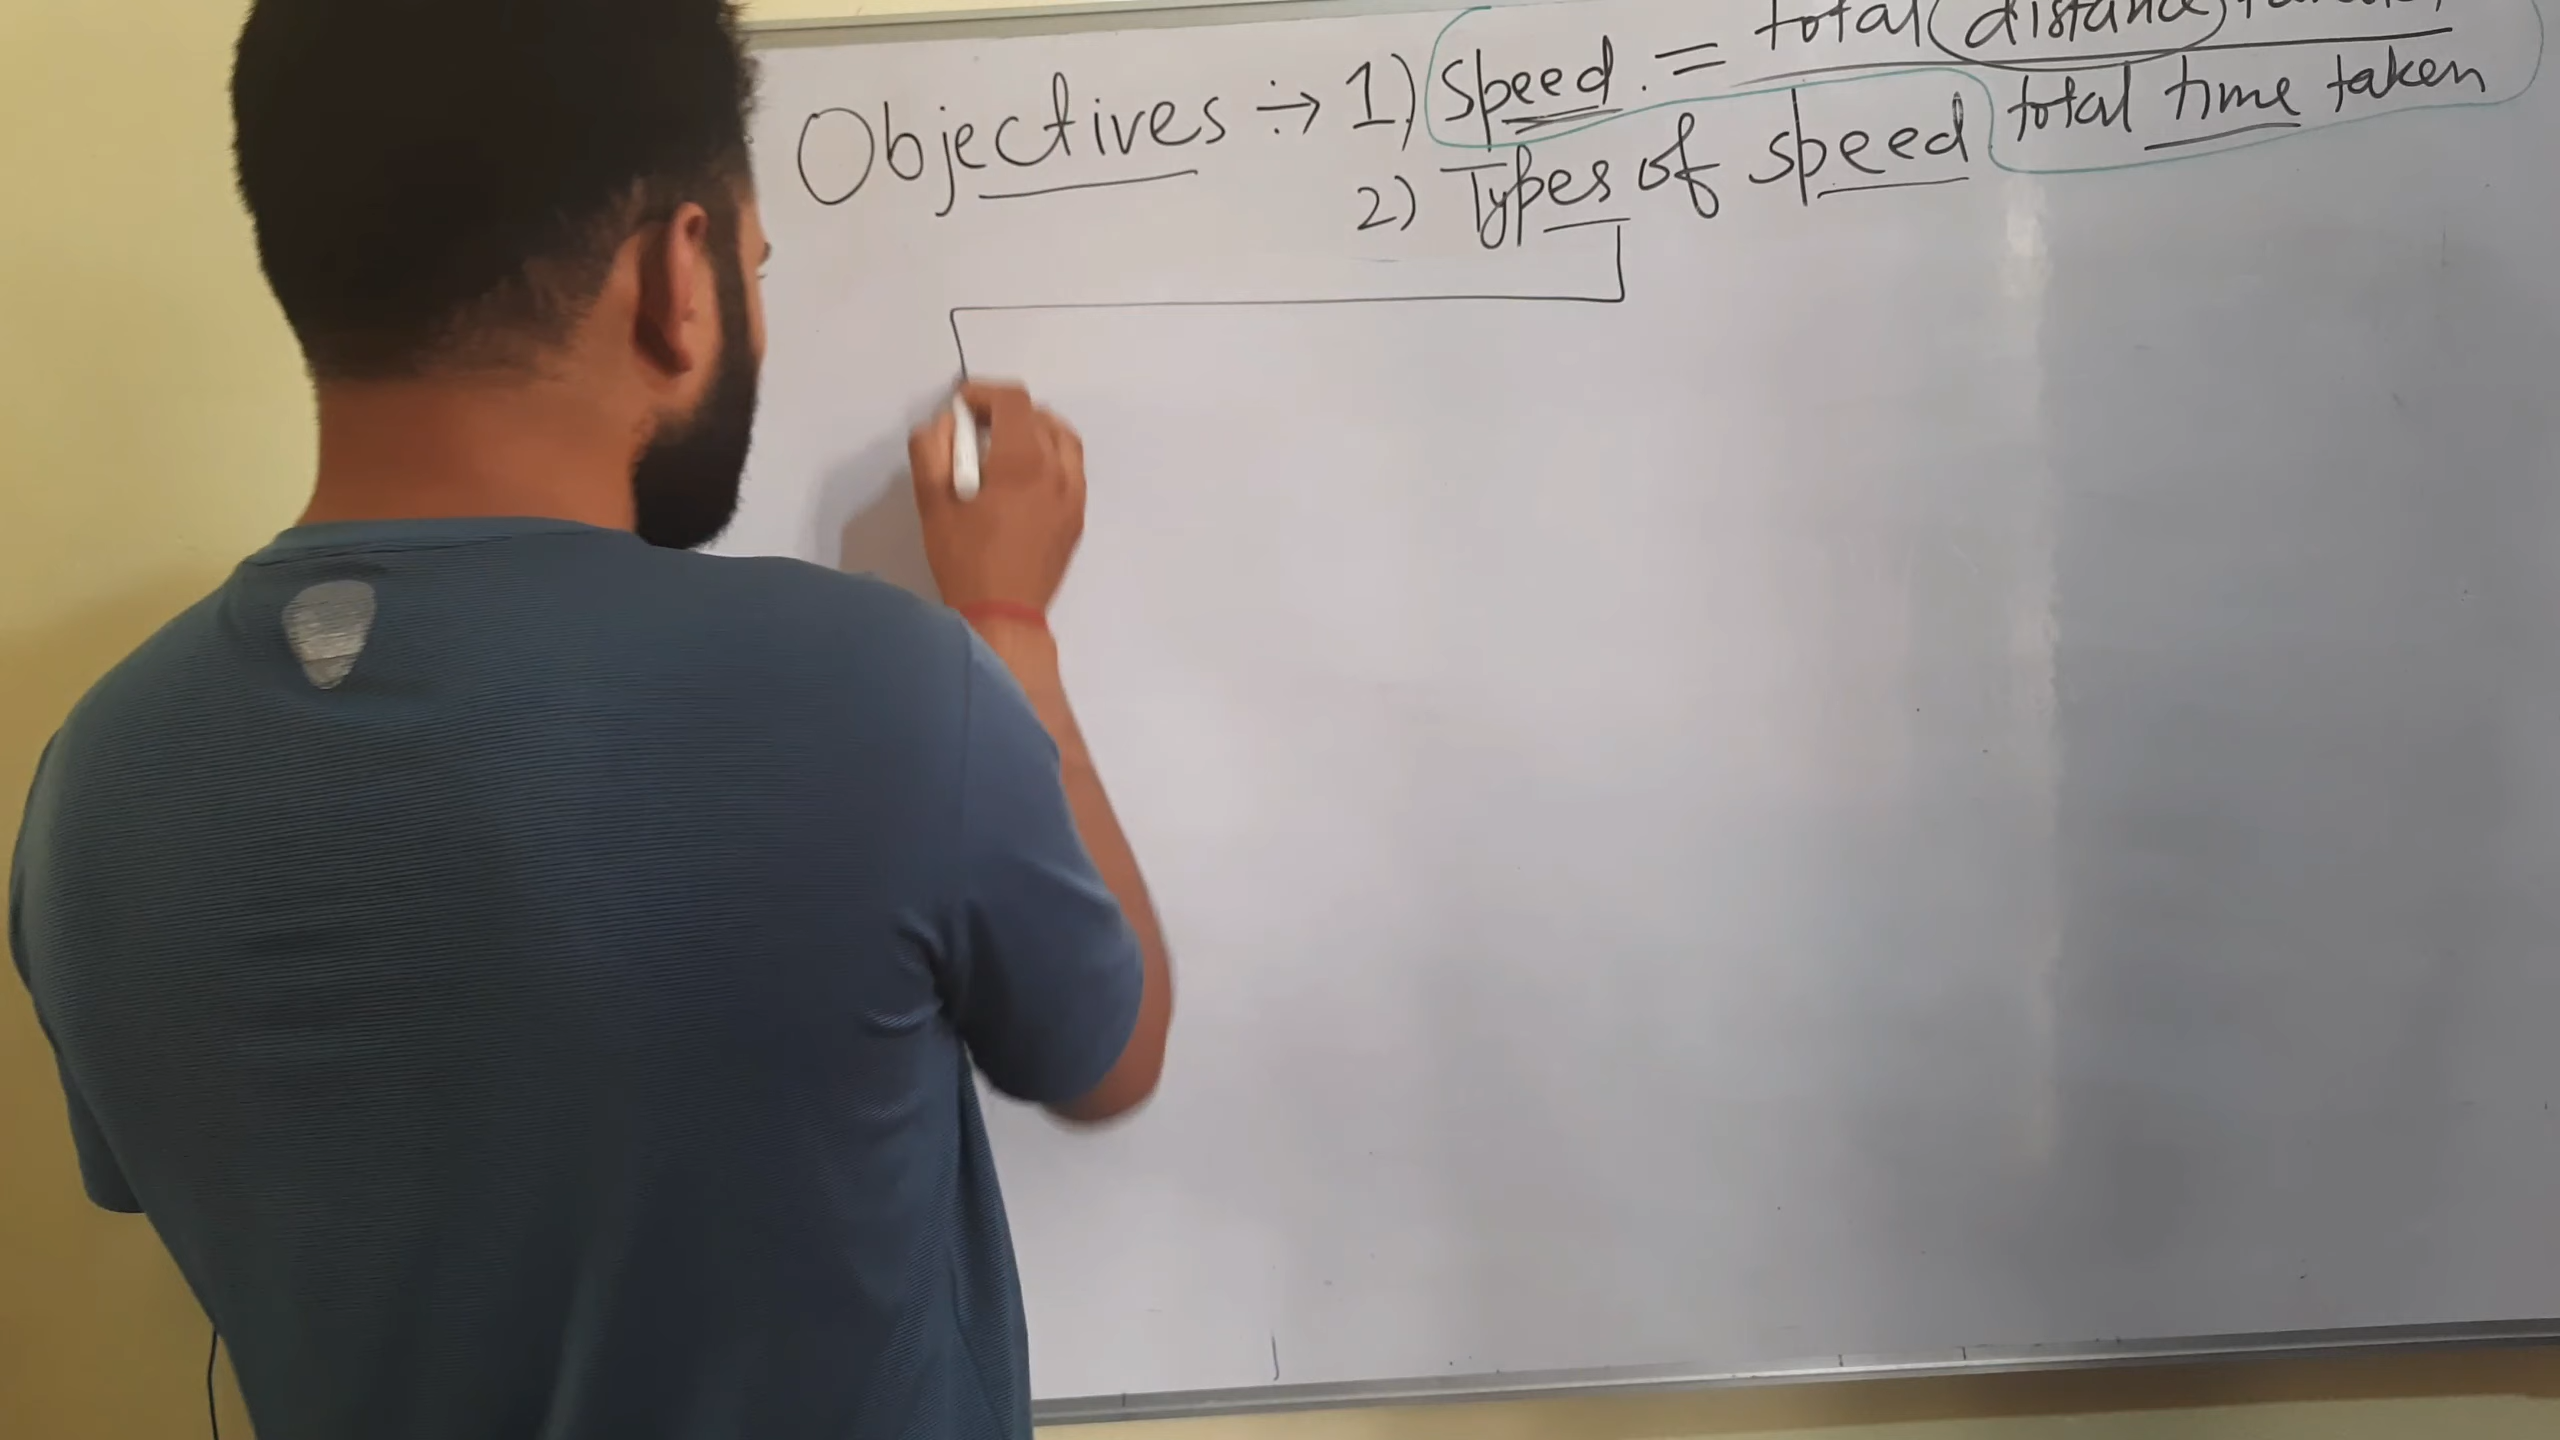 Objectives ÷→ 1.) Speed. = total distance
total time taken
2) Types of speed